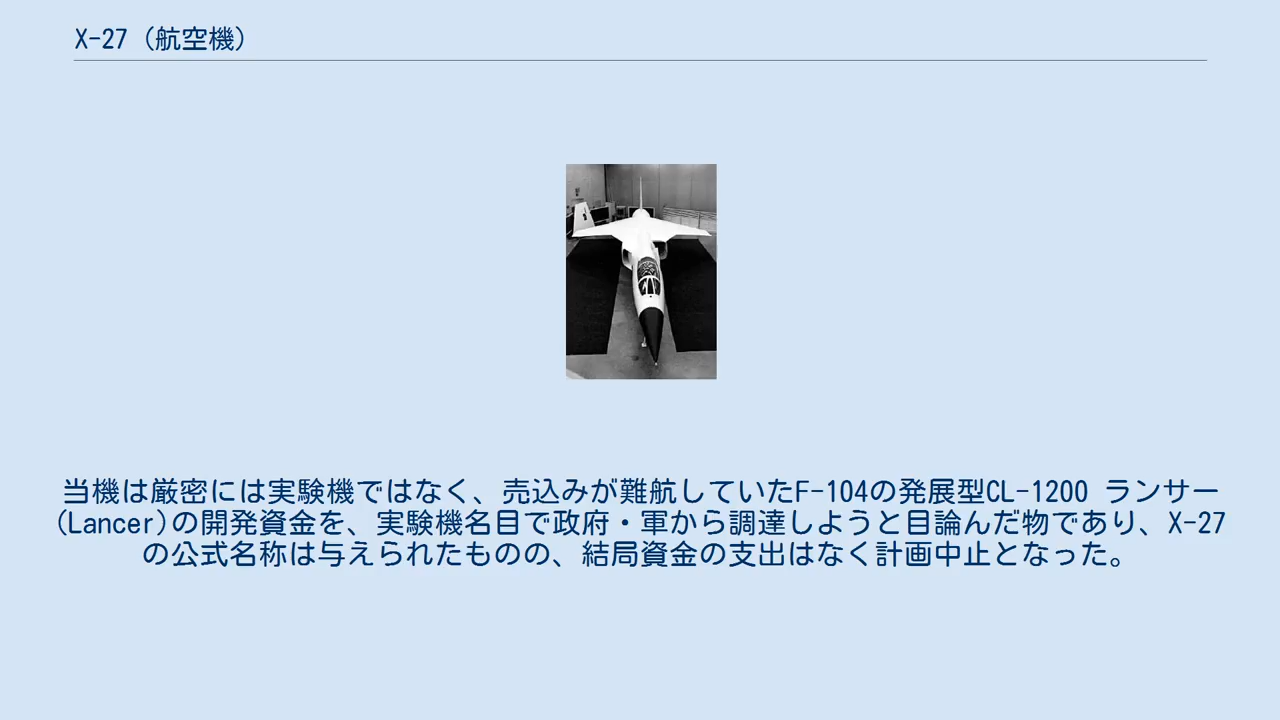 X-27（航空機）
当機は厳密には実験機ではなく、売込みが難航していたF-104の発展型CL-1200 ランサー
(Lancer)の開発資金を、実験機名目で政府・軍から調達しようと目論んだ物であり、X-27
の公式名称は与えられたものの、結局資金の支出はなく計画中止となった。